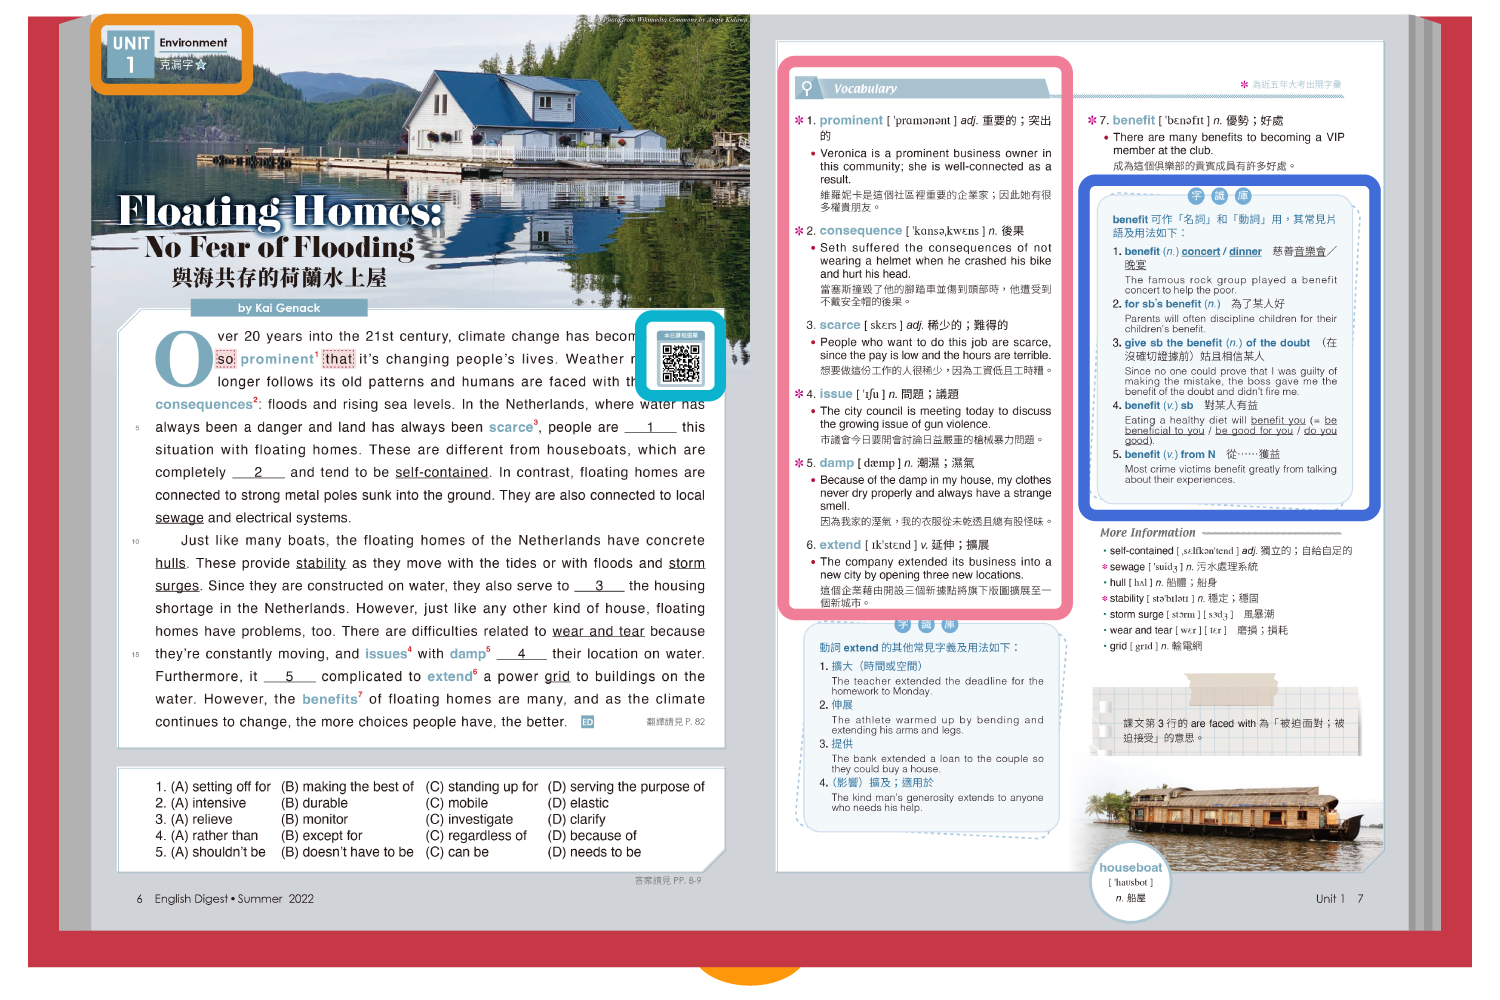 Photo from Wikimedia Commons by Angie Kidowa
UNIT
1
Environment
克漏字
Floating Homes:
No Fear of Flooding
與海共存的荷蘭水上屋
by Kai Genack
本日課程選單
Over 20 years into the 21st century, climate change has becom
so prominent¹ that it's changing people's lives. Weather
longer follows its old patterns and humans are faced with th
consequences²: floods and rising sea levels. In the Netherlands, where water has
5 always been a danger and land has always been scarce³, people are ___1___ this
situation with floating homes. These are different from houseboats, which are
completely ___2___ and tend to be self-contained. In contrast, floating homes are
connected to strong metal poles sunk into the ground. They are also connected to local
sewage and electrical systems.
10 Just like many boats, the floating homes of the Netherlands have concrete
hulls. These provide stability as they move with the tides or with floods and storm
surges. Since they are constructed on water, they also serve to ___3___ the housing
shortage in the Netherlands. However, just like any other kind of house, floating
homes have problems, too. There are difficulties related to wear and tear because
15 they're constantly moving, and issues⁴ with damp⁵ ___4___ their location on water.
Furthermore, it ___5___ complicated to extend⁶ a power grid to buildings on the
water. However, the benefits⁷ of floating homes are many, and as the climate
continues to change, the more choices people have, the better. ED 翻譯請見 P. 82
1. (A) setting off for (B) making the best of (C) standing up for (D) serving the purpose of
2. (A) intensive (B) durable (C) mobile (D) elastic
3. (A) relieve (B) monitor (C) investigate (D) clarify
4. (A) rather than (B) except for (C) regardless of (D) because of
5. (A) shouldn't be (B) doesn't have to be (C) can be (D) needs to be
答案請見 PP. 8-9
6 English Digest • Summer 2022
Vocabulary
✻ 為近五年大考出現字彙
✻ 1. prominent [ ˈprɑmənənt ] adj. 重要的；突出
的
• Veronica is a prominent business owner in
this community; she is well-connected as a
result.
維羅妮卡是這個社區裡重要的企業家；因此她有很
多權貴朋友。
✻ 2. consequence [ ˈkɑnsəˌkwɛns ] n. 後果
• Seth suffered the consequences of not
wearing a helmet when he crashed his bike
and hurt his head.
當塞斯撞毀了他的腳踏車並傷到頭部時，他遭受到
不戴安全帽的後果。
3. scarce [ skɛrs ] adj. 稀少的；難得的
• People who want to do this job are scarce,
since the pay is low and the hours are terrible.
想要做這份工作的人很稀少，因為工資低且工時糟。
✻ 4. issue [ ˈɪʃu ] n. 問題；議題
• The city council is meeting today to discuss
the growing issue of gun violence.
市議會今日要開會討論日益嚴重的槍械暴力問題。
✻ 5. damp [ dæmp ] n. 潮濕；濕氣
• Because of the damp in my house, my clothes
never dry properly and always have a strange
smell.
因為我家的溼氣，我的衣服從未乾透且總有股怪味。
6. extend [ ɪkˈstɛnd ] v. 延伸；擴展
• The company extended its business into a
new city by opening three new locations.
這個企業藉由開設三個新據點將旗下版圖擴展至一
個新城市。
字識庫
動詞 extend 的其他常見字義及用法如下：
1. 擴大（時間或空間）
The teacher extended the deadline for the
homework to Monday.
2. 伸展
The athlete warmed up by bending and
extending his arms and legs.
3. 提供
The bank extended a loan to the couple so
they could buy a house.
4.（影響）擴及；適用於
The kind man's generosity extends to anyone
who needs his help.
✻ 7. benefit [ ˈbɛnəfɪt ] n. 優勢；好處
• There are many benefits to becoming a VIP
member at the club.
成為這個俱樂部的貴賓成員有許多好處。
字識庫
benefit 可作「名詞」和「動詞」用，其常見片
語及用法如下：
1. benefit (n.) concert / dinner 慈善音樂會／
晚宴
The famous rock group played a benefit
concert to help the poor.
2. for sb's benefit (n.) 為了某人好
Parents will often discipline children for their
children's benefit.
3. give sb the benefit (n.) of the doubt （在
沒確切證據前）姑且相信某人
Since no one could prove that I was guilty of
making the mistake, the boss gave me the
benefit of the doubt and didn't fire me.
4. benefit (v.) sb 對某人有益
Eating a healthy diet will benefit you (= be
beneficial to you / be good for you / do you
good).
5. benefit (v.) from N 從……獲益
Most crime victims benefit greatly from talking
about their experiences.
More Information
• self-contained [ ˌsɛlfkənˈtend ] adj. 獨立的；自給自足的
✻ sewage [ ˈsuɪdʒ ] n. 污水處理系統
• hull [ hʌl ] n. 船體；船身
✻ stability [ stəˈbɪlətɪ ] n. 穩定；穩固
• storm surge [ stɔrm ] [ sɝdʒ ] 風暴潮
• wear and tear [ wɛr ] [ tɛr ] 磨損；損耗
• grid [ grɪd ] n. 輸電網
課文第 3 行的 are faced with 為「被迫面對；被
迫接受」的意思。
houseboat
[ ˈhaʊsbot ]
n. 船屋
Unit 1 7